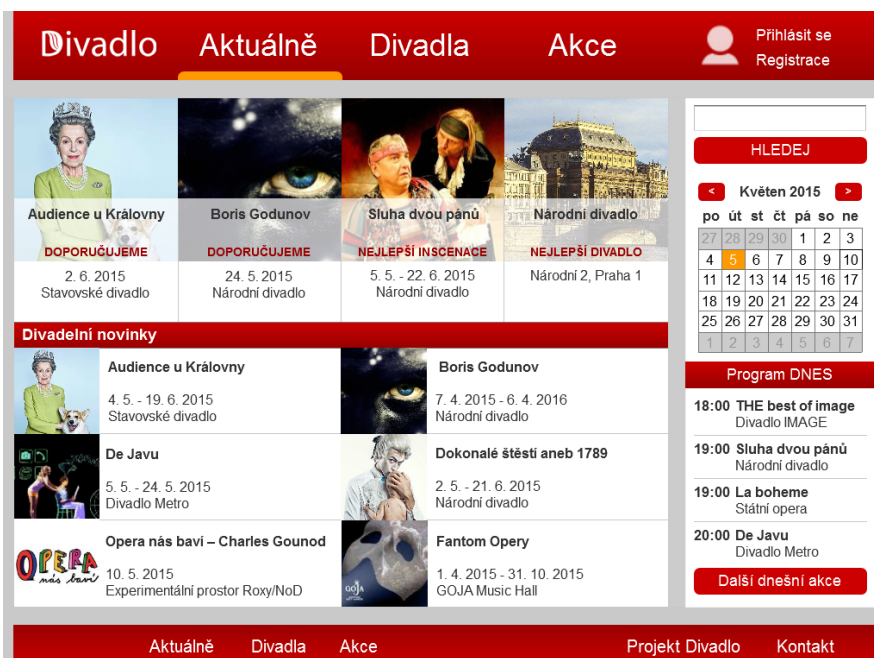 Divadlo
Aktuálně
Divadla
Akce
Přihlásit se
Registrace
Audience u Královny
DOPORUČUJEME
2. 6. 2015
Stavovské divadlo
Boris Godunov
DOPORUČUJEME
24. 5. 2015
Národní divadlo
Sluha dvou pánů
NEJLEPŠÍ INSCENACE
5. 5. - 22. 6. 2015
Národní divadlo
Národní divadlo
NEJLEPŠÍ DIVADLO
Národní 2, Praha 1
Divadelní novinky
Audience u Královny
4. 5. - 19. 6. 2015
Stavovské divadlo
Boris Godunov
7. 4. 2015 - 6. 4. 2016
Národní divadlo
De Javu
5. 5. - 24. 5. 2015
Divadlo Metro
Dokonalé štěstí aneb 1789
2. 5. - 21. 6. 2015
Národní divadlo
OPERA
nás baví
Opera nás baví – Charles Gounod
10. 5. 2015
Experimentální prostor Roxy/NoD
GOJA
Fantom Opery
1. 4. 2015 - 31. 10. 2015
GOJA Music Hall
HLEDEJ
< Květen 2015 >
po út st čt pá so ne
27 28 29 30 1 2 3
4 5 6 7 8 9 10
11 12 13 14 15 16 17
18 19 20 21 22 23 24
25 26 27 28 29 30 31
1 2 3 4 5 6 7
Program DNES
18:00 THE best of image
Divadlo IMAGE
19:00 Sluha dvou pánů
Národní divadlo
19:00 La boheme
Státní opera
20:00 De Javu
Divadlo Metro
Další dnešní akce
Aktuálně
Divadla
Akce
Projekt Divadlo
Kontakt